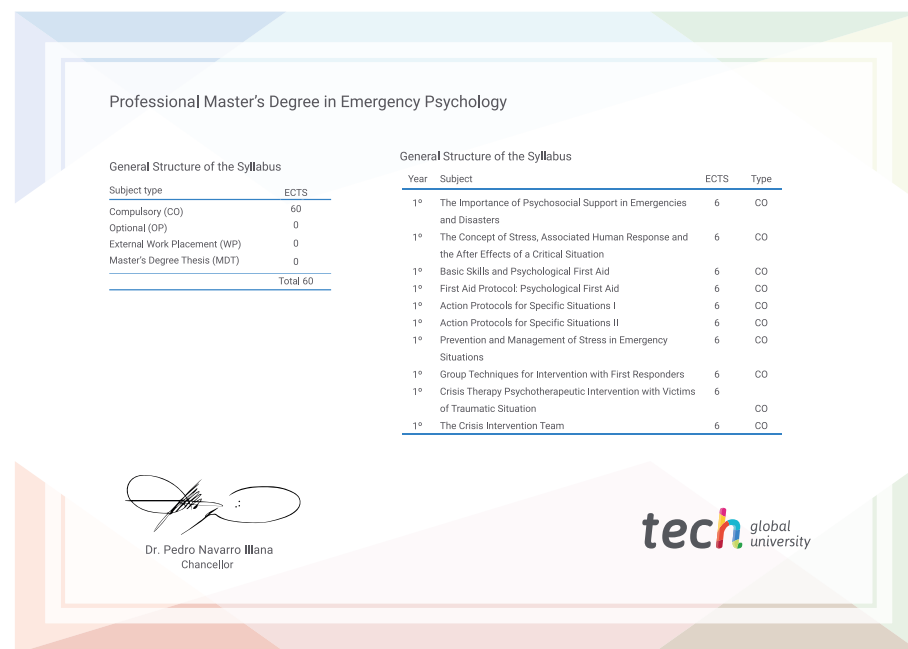 Professional Master's Degree in Emergency Psychology
General Structure of the Syllabus
Subject type ECTS
Compulsory (CO) 60
Optional (OP) 0
External Work Placement (WP) 0
Master's Degree Thesis (MDT) 0
Total 60
General Structure of the Syllabus
Year Subject ECTS Type
1º The Importance of Psychosocial Support in Emergencies 6 CO
and Disasters
1º The Concept of Stress, Associated Human Response and 6 CO
the After Effects of a Critical Situation
1º Basic Skills and Psychological First Aid 6 CO
1º First Aid Protocol: Psychological First Aid 6 CO
1º Action Protocols for Specific Situations I 6 CO
1º Action Protocols for Specific Situations II 6 CO
1º Prevention and Management of Stress in Emergency 6 CO
Situations
1º Group Techniques for Intervention with First Responders 6 CO
1º Crisis Therapy Psychotherapeutic Intervention with Victims 6
of Traumatic Situation CO
1º The Crisis Intervention Team 6 CO
Dr. Pedro Navarro Illana
Chancellor
tech global
university